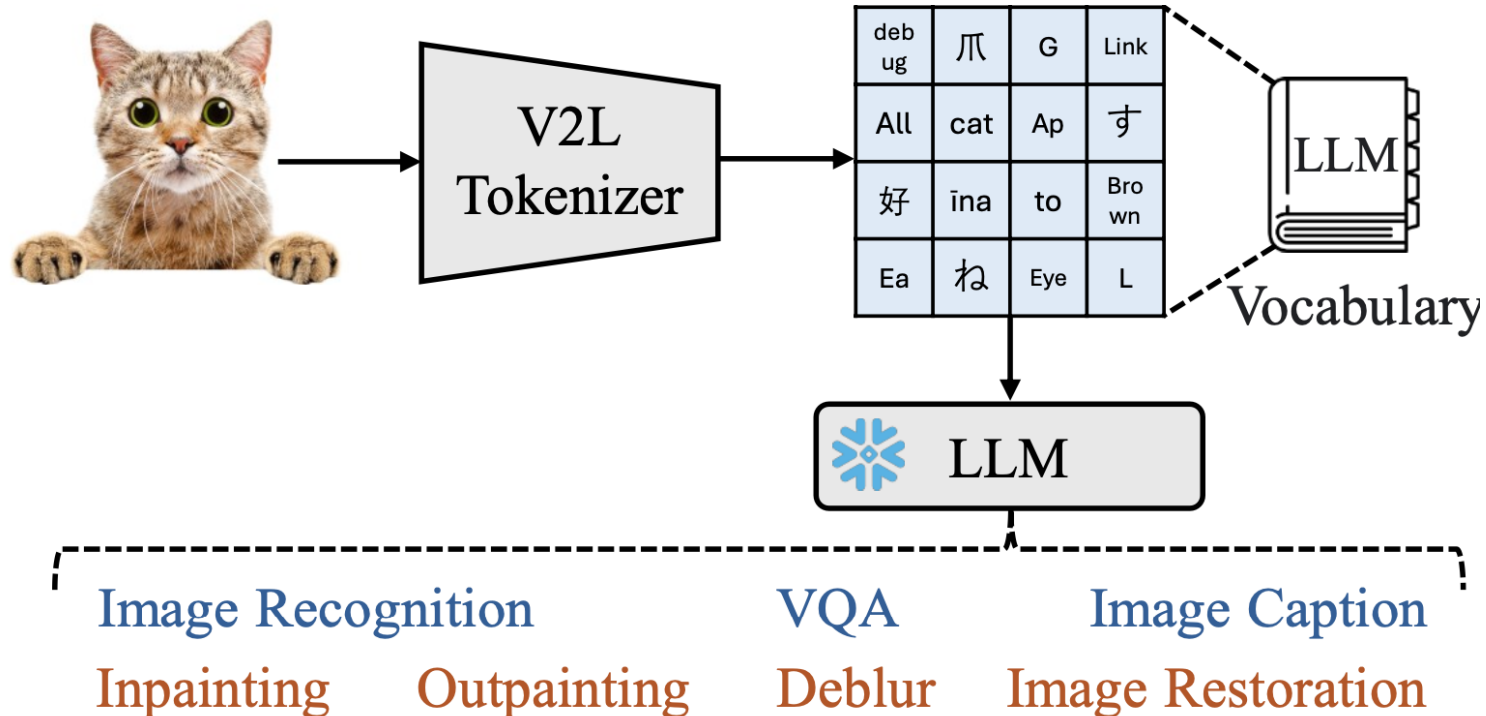 V2L
Tokenizer
deb
ug
爪
G
Link
All
cat
Ap
す
好
īna
to
Bro
wn
Ea
ね
Eye
L
LLM
Vocabulary
LLM
Image Recognition
VQA
Image Caption
Inpainting
Outpainting
Deblur
Image Restoration